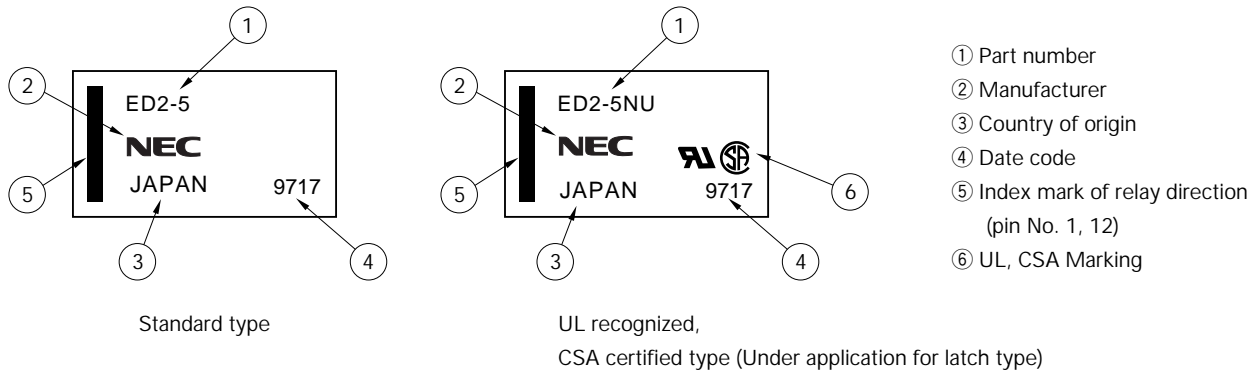 ①
②
ED2-5
NEC
JAPAN
9717
⑤
③
④
Standard type
①
②
ED2-5NU
NEC
JAPAN
9717
⑤
⑥
③
④
UL recognized,
CSA certified type (Under application for latch type)
① Part number
② Manufacturer
③ Country of origin
④ Date code
⑤ Index mark of relay direction
(pin No. 1, 12)
⑥ UL, CSA Marking